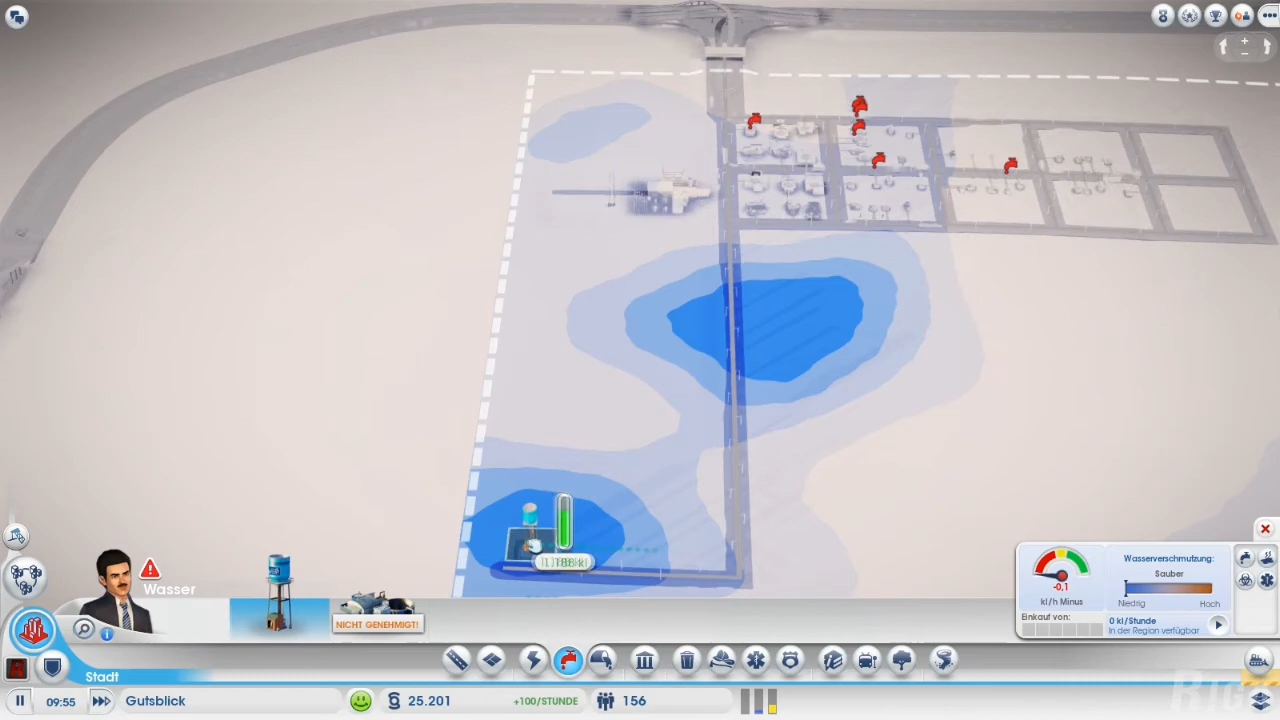 Wasser
NICHT GENEHMIGT!
-0,1
kl/h Minus
Einkauf von:
Wasserverschmutzung:
Sauber
Niedrig
Hoch
0 kl/Stunde
In der Region verfügbar
Stadt
09:55
Gutsblick
25.201
+100/STUNDE
156